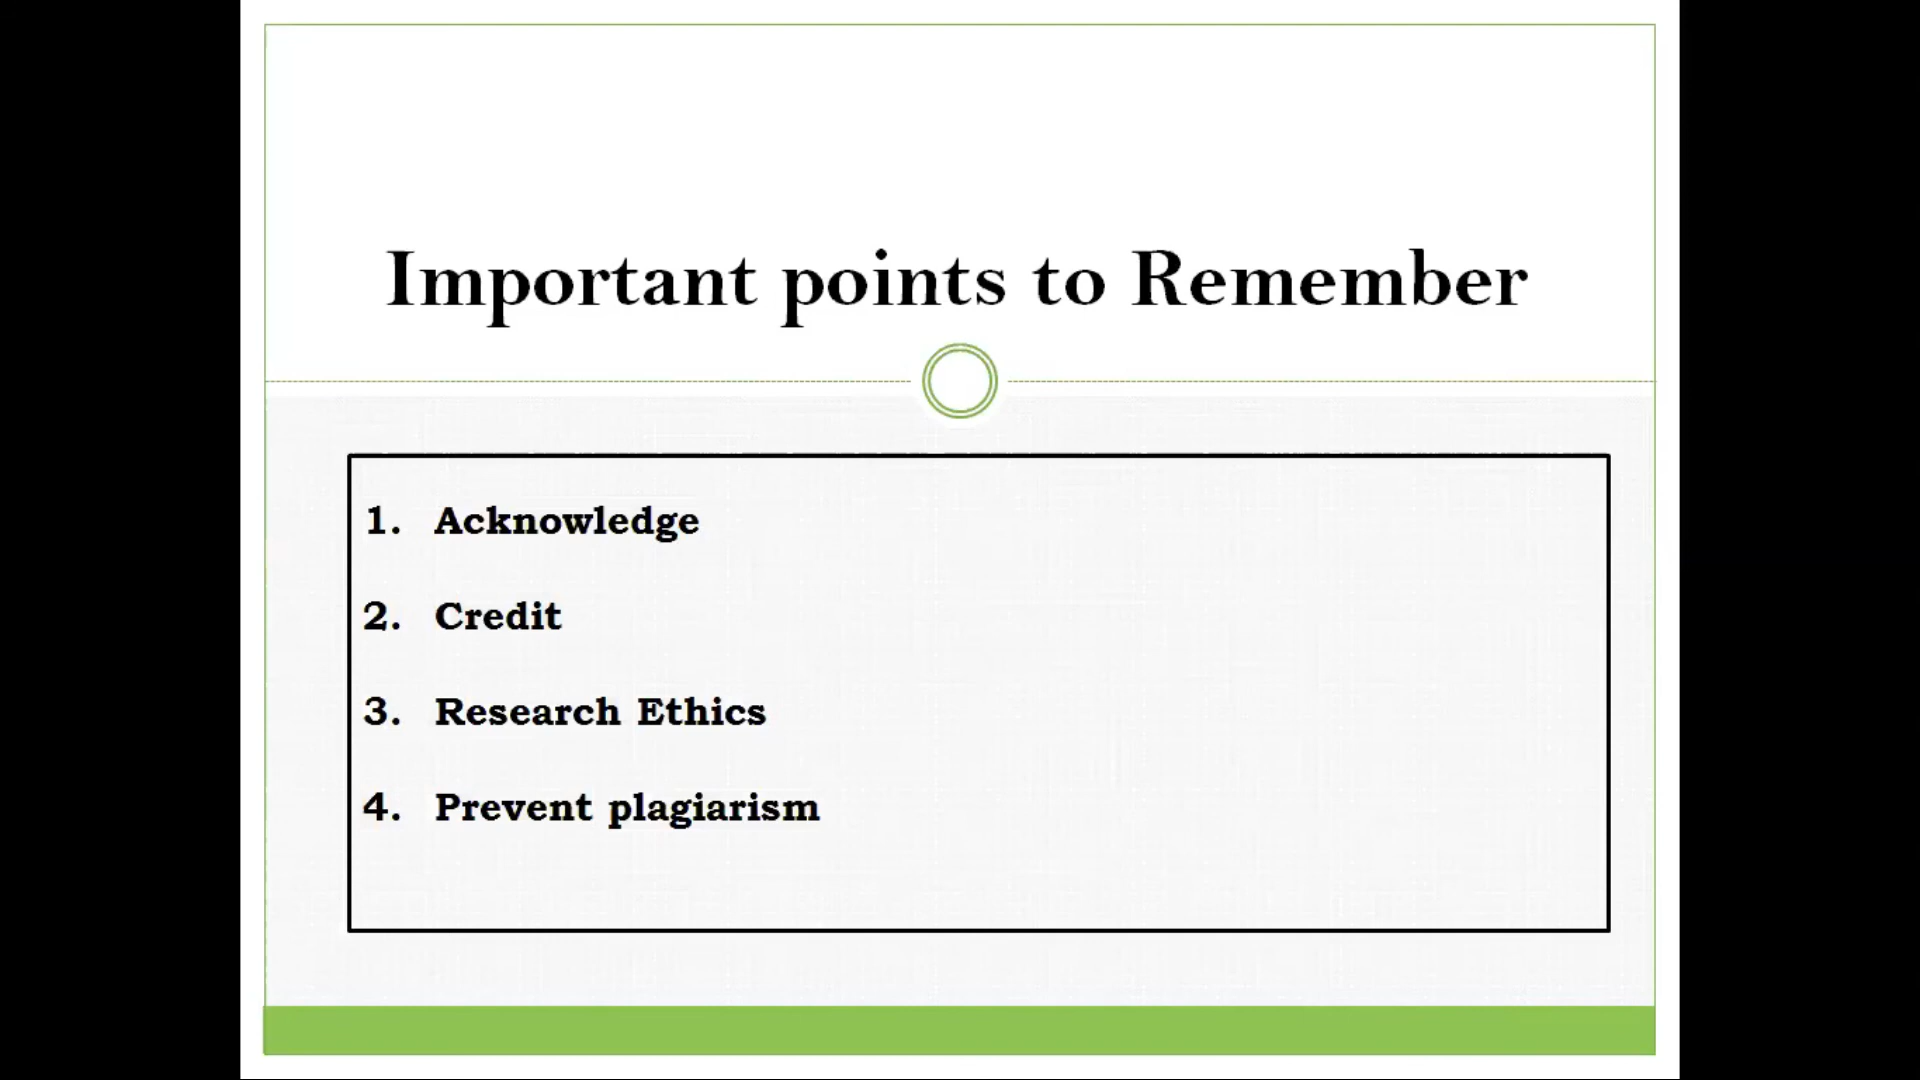 Important points to Remember
1. Acknowledge
2. Credit
3. Research Ethics
4. Prevent plagiarism